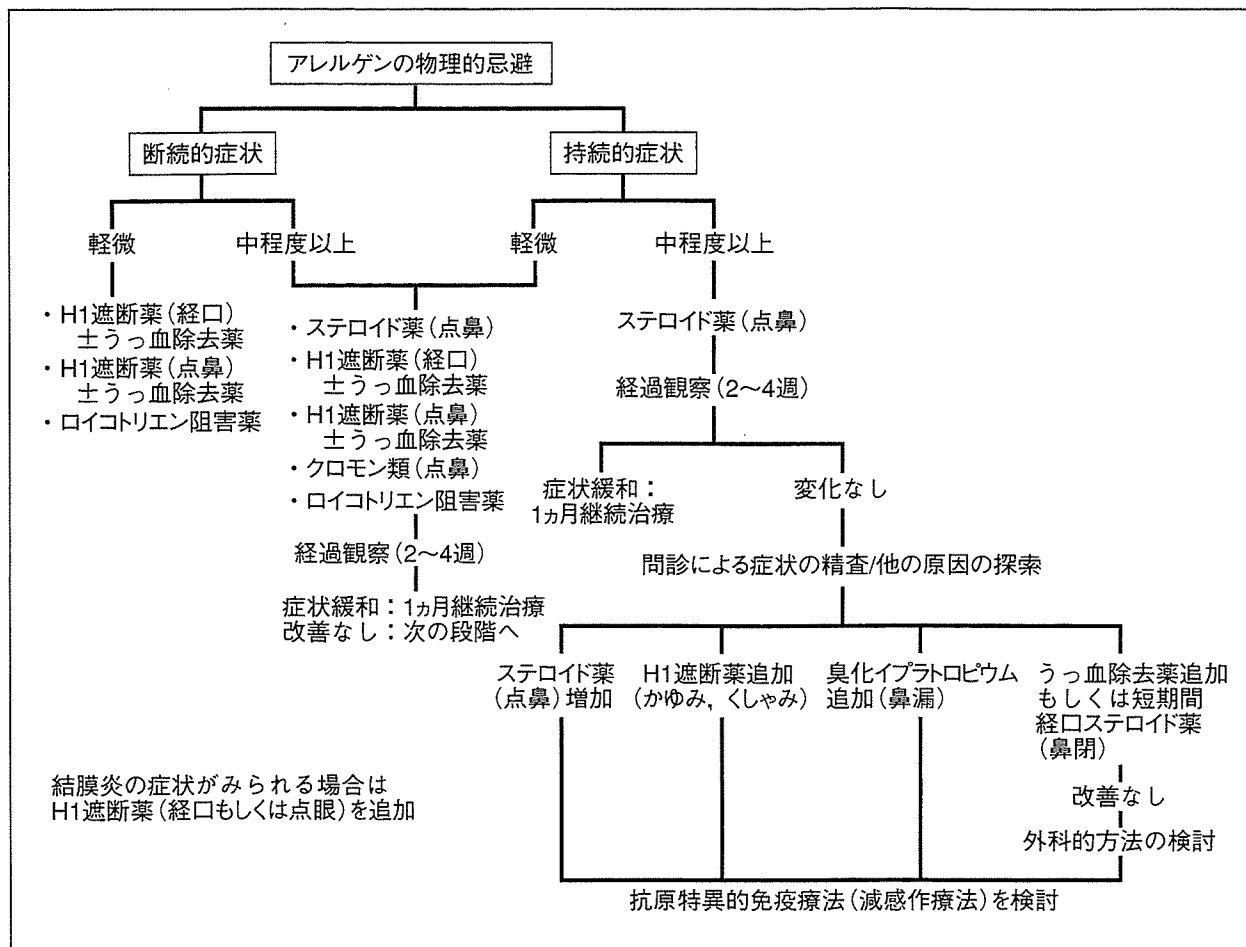 アレルゲンの物理的忌避
断続的症状
持続的症状
軽微
中程度以上
軽微
中程度以上
・H1遮断薬(経口)
±うっ血除去薬
・H1遮断薬(点鼻)
±うっ血除去薬
・ロイコトリエン阻害薬
・ステロイド薬(点鼻)
・H1遮断薬(経口)
±うっ血除去薬
・H1遮断薬(点鼻)
±うっ血除去薬
・クロモン類(点鼻)
・ロイコトリエン阻害薬
経過観察(2〜4週)
症状緩和:1ヵ月継続治療
改善なし:次の段階へ
ステロイド薬(点鼻)
経過観察(2〜4週)
症状緩和:
1ヵ月継続治療
変化なし
問診による症状の精査/他の原因の探索
ステロイド薬
(点鼻)増加
H1遮断薬追加
(かゆみ,くしゃみ)
臭化イプラトロピウム
追加(鼻漏)
うっ血除去薬追加
もしくは短期間
経口ステロイド薬
(鼻閉)
改善なし
外科的方法の検討
結膜炎の症状がみられる場合は
H1遮断薬(経口もしくは点眼)を追加
抗原特異的免疫療法(減感作療法)を検討